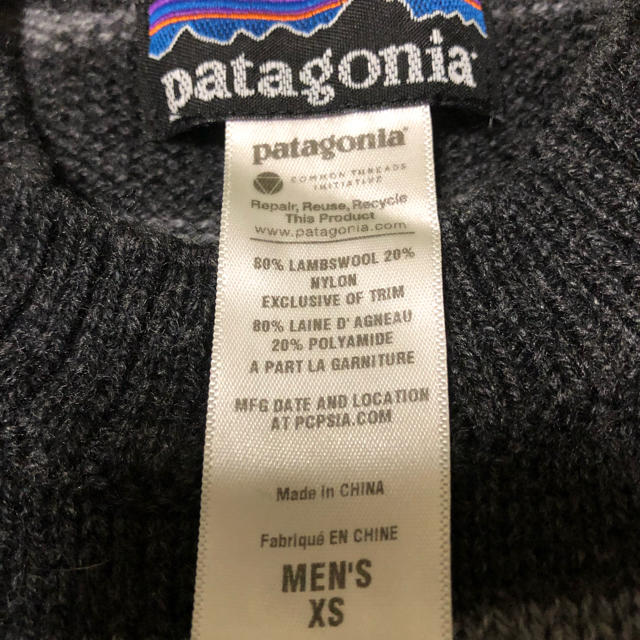 patagonia
patagonia
COMMON THREADS
INITIATIVE
Repair, Reuse, Recycle
This Product
www.patagonia.com
80% LAMBSWOOL 20%
NYLON
EXCLUSIVE OF TRIM
80% LAINE D' AGNEAU
20% POLYAMIDE
A PART LA GARNITURE
MFG DATE AND LOCATION
AT PCPSIA.COM
Made in CHINA
Fabriqué EN CHINE
MEN'S
XS